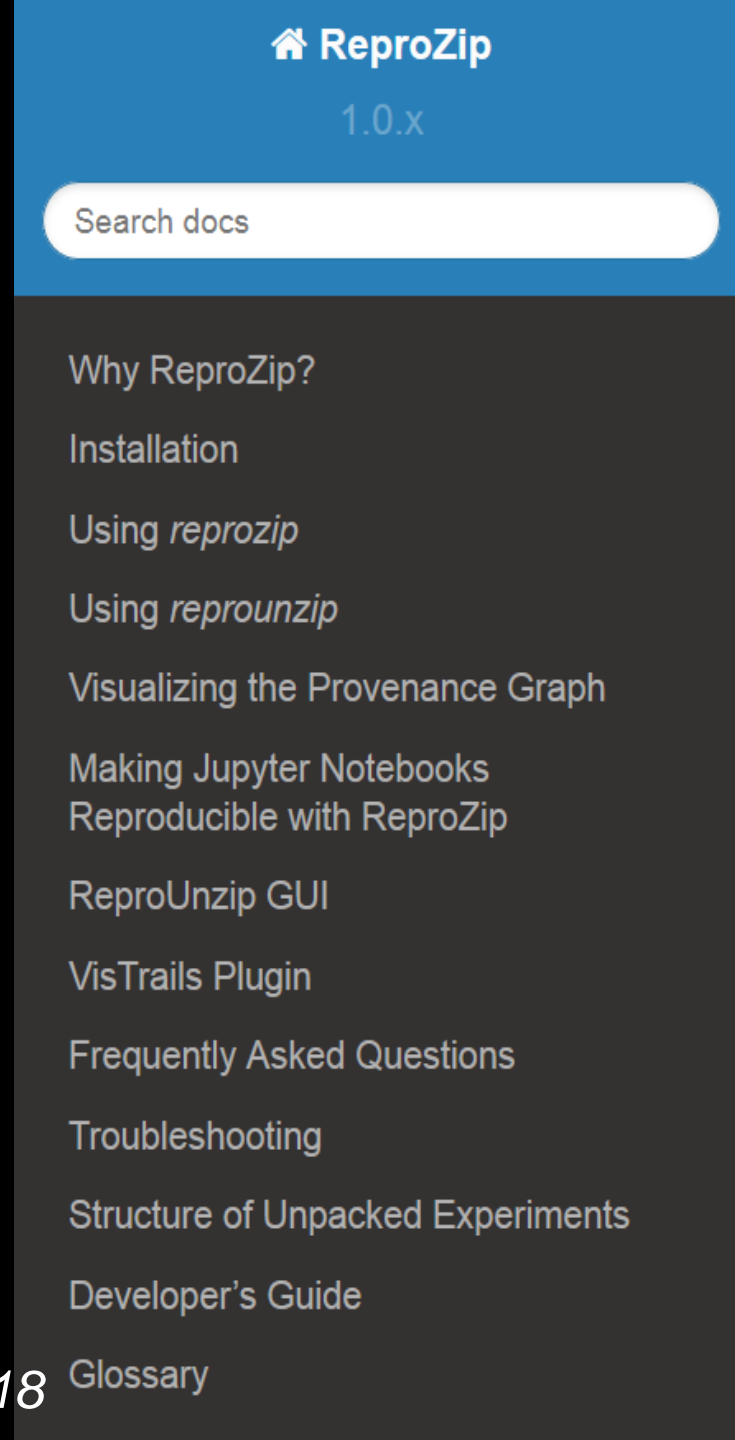 ReproZip
1.0.x
Search docs
Why ReproZip?
Installation
Using reprozip
Using reprounzip
Visualizing the Provenance Graph
Making Jupyter Notebooks
Reproducible with ReproZip
ReproUnzip GUI
VisTrails Plugin
Frequently Asked Questions
Troubleshooting
Structure of Unpacked Experiments
Developer’s Guide
Glossary
18